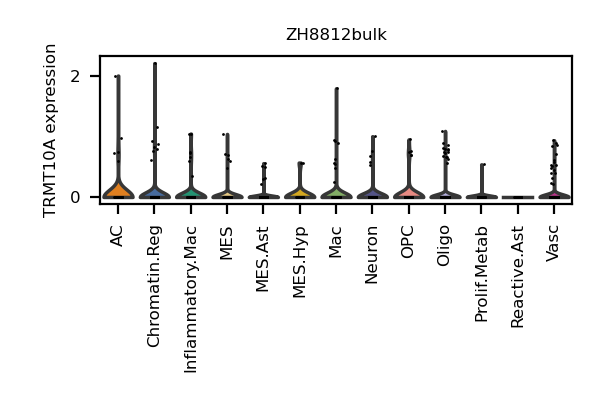 ZH8812bulk
TRMT10A expression
2
0
AC
Chromatin.Reg
Inflammatory.Mac
MES
MES.Ast
MES.Hyp
Mac
Neuron
OPC
Oligo
Prolif.Metab
Reactive.Ast
Vasc